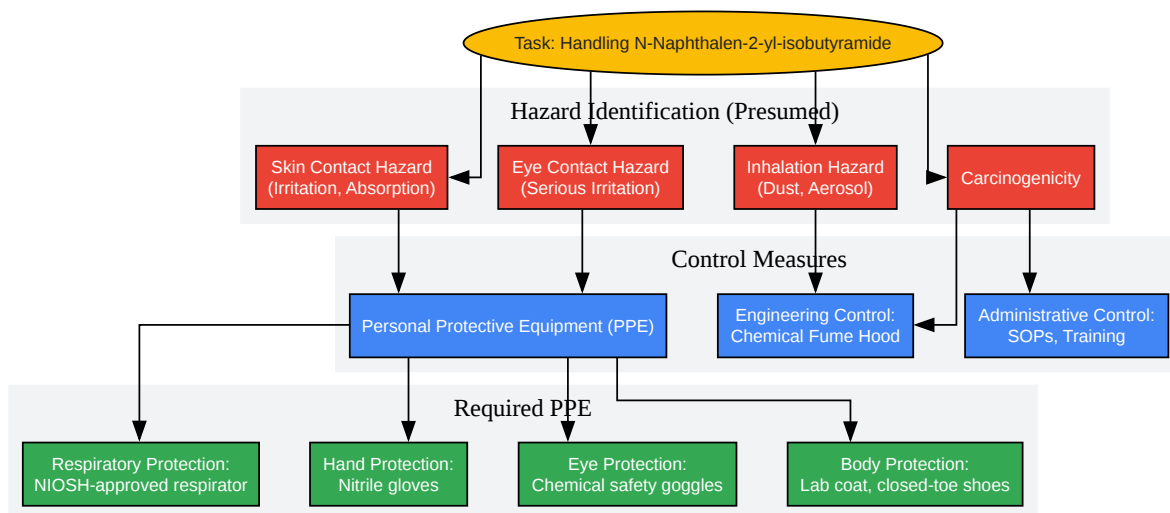 Task: Handling N-Naphthalen-2-yl-isobutyramide
Hazard Identification (Presumed)
Skin Contact Hazard
(Irritation, Absorption)
Eye Contact Hazard
(Serious Irritation)
Inhalation Hazard
(Dust, Aerosol)
Carcinogenicity
Control Measures
Personal Protective Equipment (PPE)
Engineering Control:
Chemical Fume Hood
Administrative Control:
SOPs, Training
Required PPE
Respiratory Protection:
NIOSH-approved respirator
Hand Protection:
Nitrile gloves
Eye Protection:
Chemical safety goggles
Body Protection:
Lab coat, closed-toe shoes